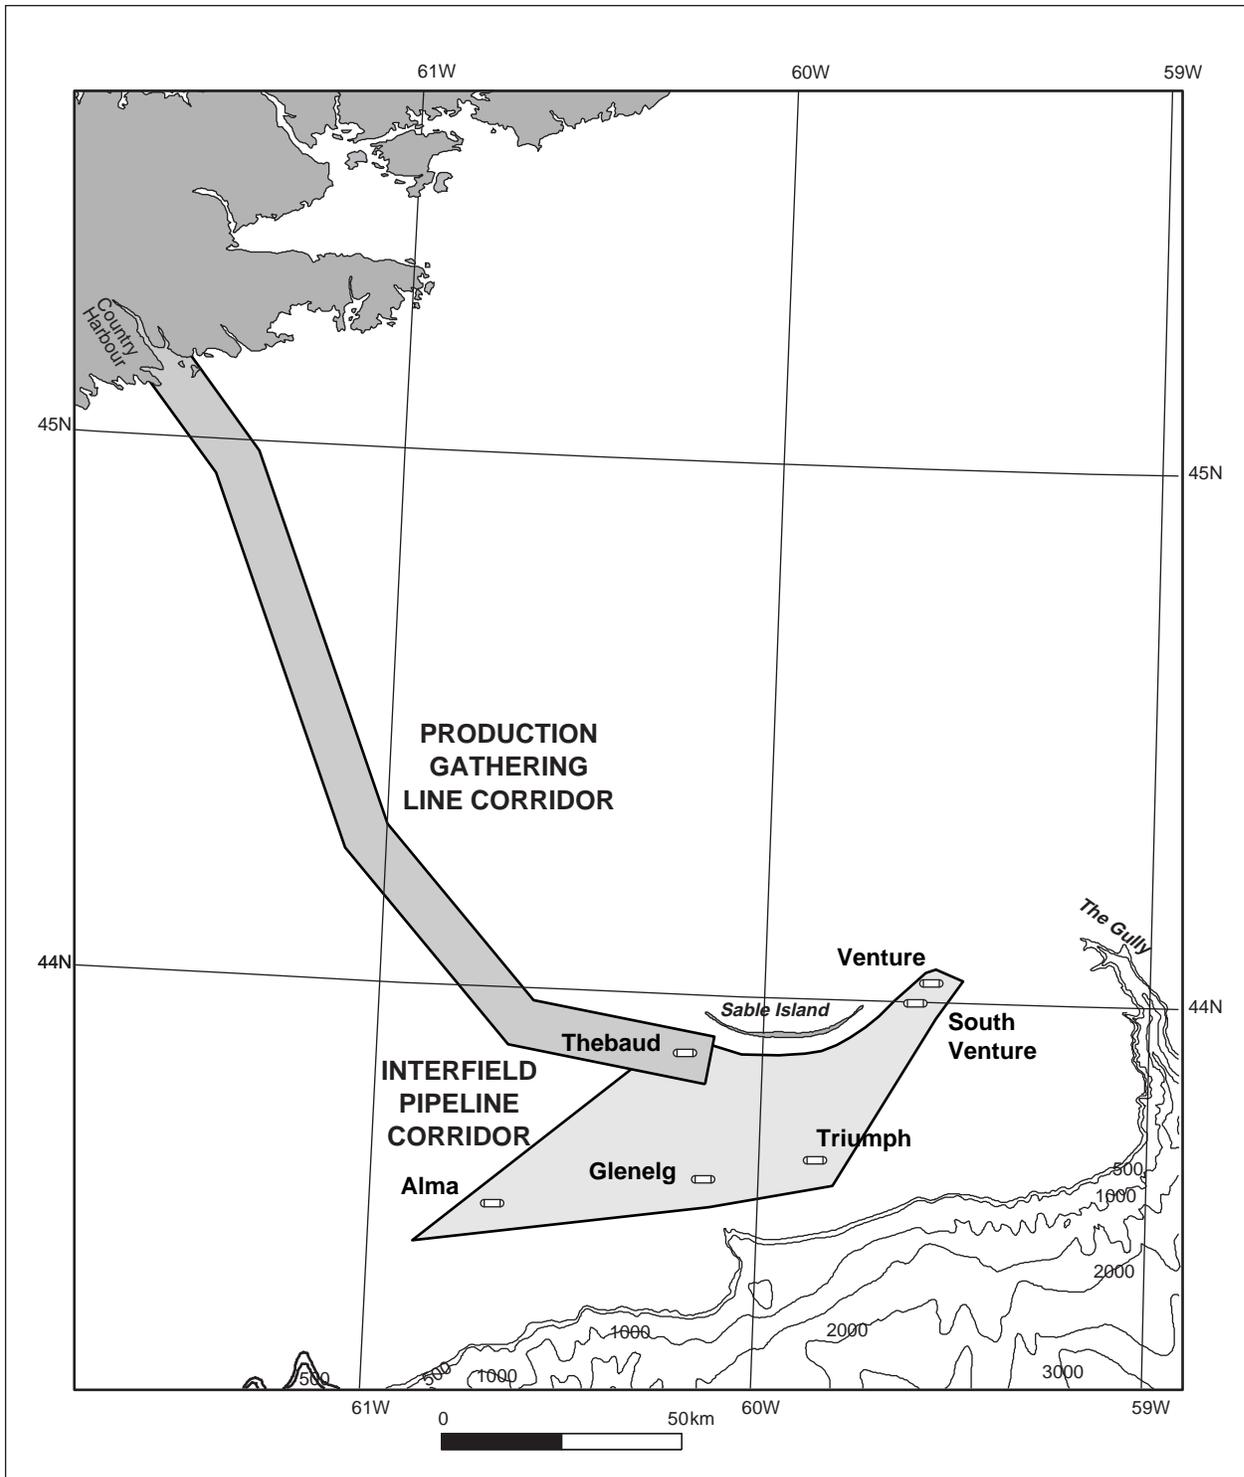 61W
60W
59W
Country
Harbour
45N
45N
PRODUCTION
GATHERING
LINE CORRIDOR
The Gully
Venture
44N
44N
Sable Island
South
Venture
Thebaud
INTERFIELD
PIPELINE
CORRIDOR
Triumph
Glenelg
Alma
500
1000
2000
2000
1000
3000
500
500
1000
61W
60W
59W
0
50km